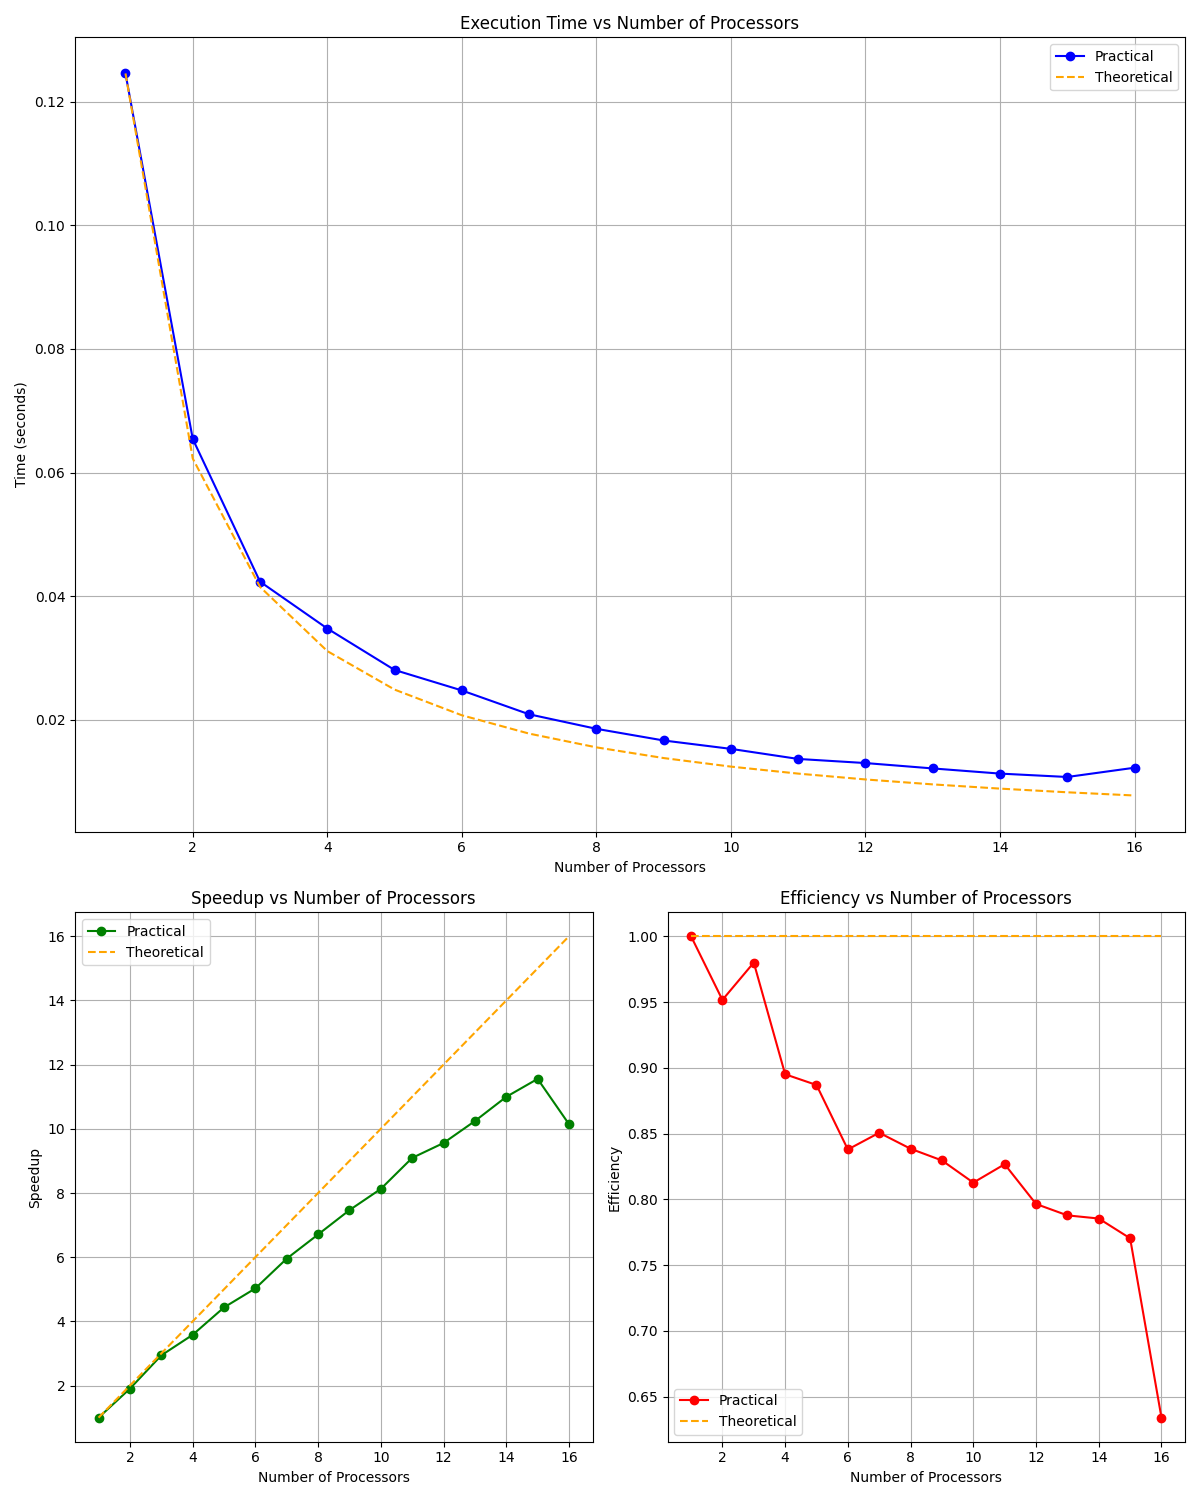 Execution Time vs Number of Processors
Practical
Theoretical
0.12
0.10
0.08
0.06
0.04
0.02
Time (seconds)
2 4 6 8 10 12 14 16
Number of Processors
Speedup vs Number of Processors
Practical
Theoretical
16
14
12
10
8
6
4
2
Speedup
2 4 6 8 10 12 14 16
Number of Processors
Efficiency vs Number of Processors
1.00
0.95
0.90
0.85
0.80
0.75
0.70
0.65
Efficiency
Practical
Theoretical
2 4 6 8 10 12 14 16
Number of Processors